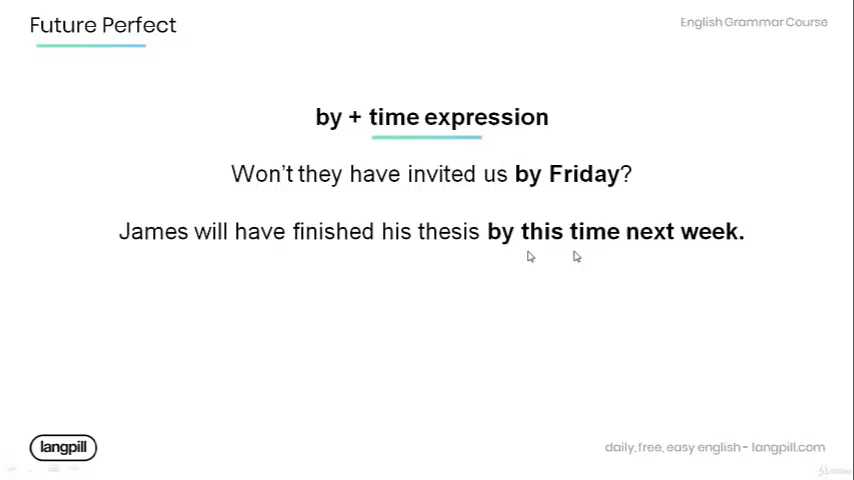 Future Perfect
English Grammar Course
by + time expression
Won't they have invited us by Friday?
James will have finished his thesis by this time next week.
langpill
daily, free, easy english - langpill.com